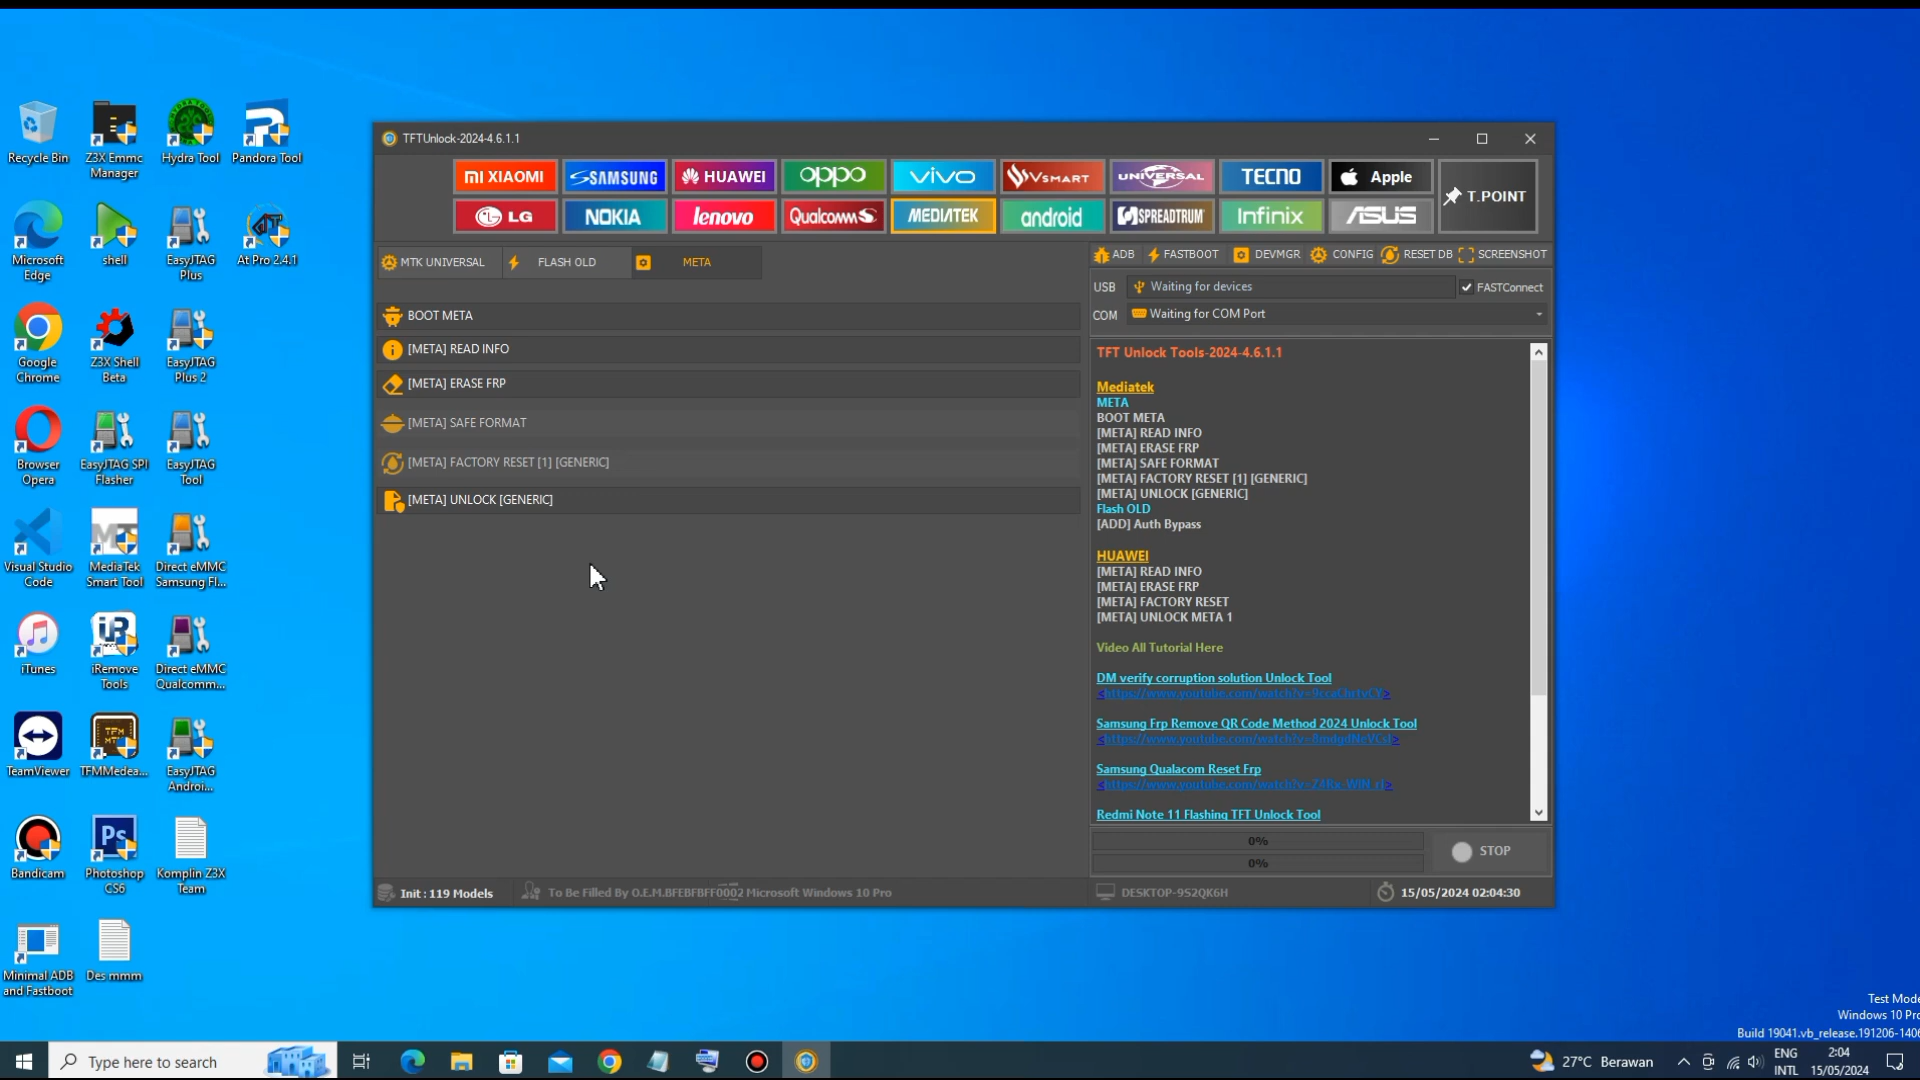 Recycle Bin
Z3X Emmc
Manager
Hydra Tool
Pandora Tool
Microsoft
Edge
shell
EasyJTAG
Plus
At Pro 2.4.1
Google
Chrome
Z3X Shell
Beta
EasyJTAG
Plus 2
Browser
Opera
EasyJTAG SPI
Flasher
EasyJTAG
Tool
Visual Studio
Code
MediaTek
Smart Tool
Direct eMMC
Samsung Fl...
iTunes
iRemove
Tools
Direct eMMC
Qualcomm...
TeamViewer
TFMMedea...
EasyJTAG
Androi...
Bandicam
Photoshop
CS6
Komplin Z3X
Team
Minimal ADB
and Fastboot
Des mmm
TFTUnlock-2024-4.6.1.1
MI XIAOMI
SAMSUNG
HUAWEI
oppo
vivo
VSMART
UNIVERSAL
TECNO
Apple
T.POINT
LG
NOKIA
lenovo
Qualcomm
MEDIATEK
android
SPREADTRUM
Infinix
ASUS
MTK UNIVERSAL
FLASH OLD
META
ADB
FASTBOOT
DEVMGR
CONFIG
RESET DB
SCREENSHOT
USB
Waiting for devices
FASTConnect
COM
Waiting for COM Port
BOOT META
[META] READ INFO
[META] ERASE FRP
[META] SAFE FORMAT
[META] FACTORY RESET [1] [GENERIC]
[META] UNLOCK [GENERIC]
TFT Unlock Tools-2024-4.6.1.1
Mediatek
META
BOOT META
[META] READ INFO
[META] ERASE FRP
[META] SAFE FORMAT
[META] FACTORY RESET [1] [GENERIC]
[META] UNLOCK [GENERIC]
Flash OLD
[ADD] Auth Bypass
HUAWEI
[META] READ INFO
[META] ERASE FRP
[META] FACTORY RESET
[META] UNLOCK META 1
Video All Tutorial Here
DM verify corruption solution Unlock Tool
Samsung Frp Remove QR Code Method 2024 Unlock Tool
Samsung Qualacom Reset Frp
Redmi Note 11 Flashing TFT Unlock Tool
0%
0%
STOP
Init : 119 Models
To Be Filled By O.E.M.BFEBFBFF0002 Microsoft Windows 10 Pro
DESKTOP-9S2QK6H
15/05/2024 02:04:30
Test Mode
Windows 10 Pro
Build 19041.vb_release.191206-1406
Type here to search
27°C Berawan
ENG
INTL
2:04
15/05/2024